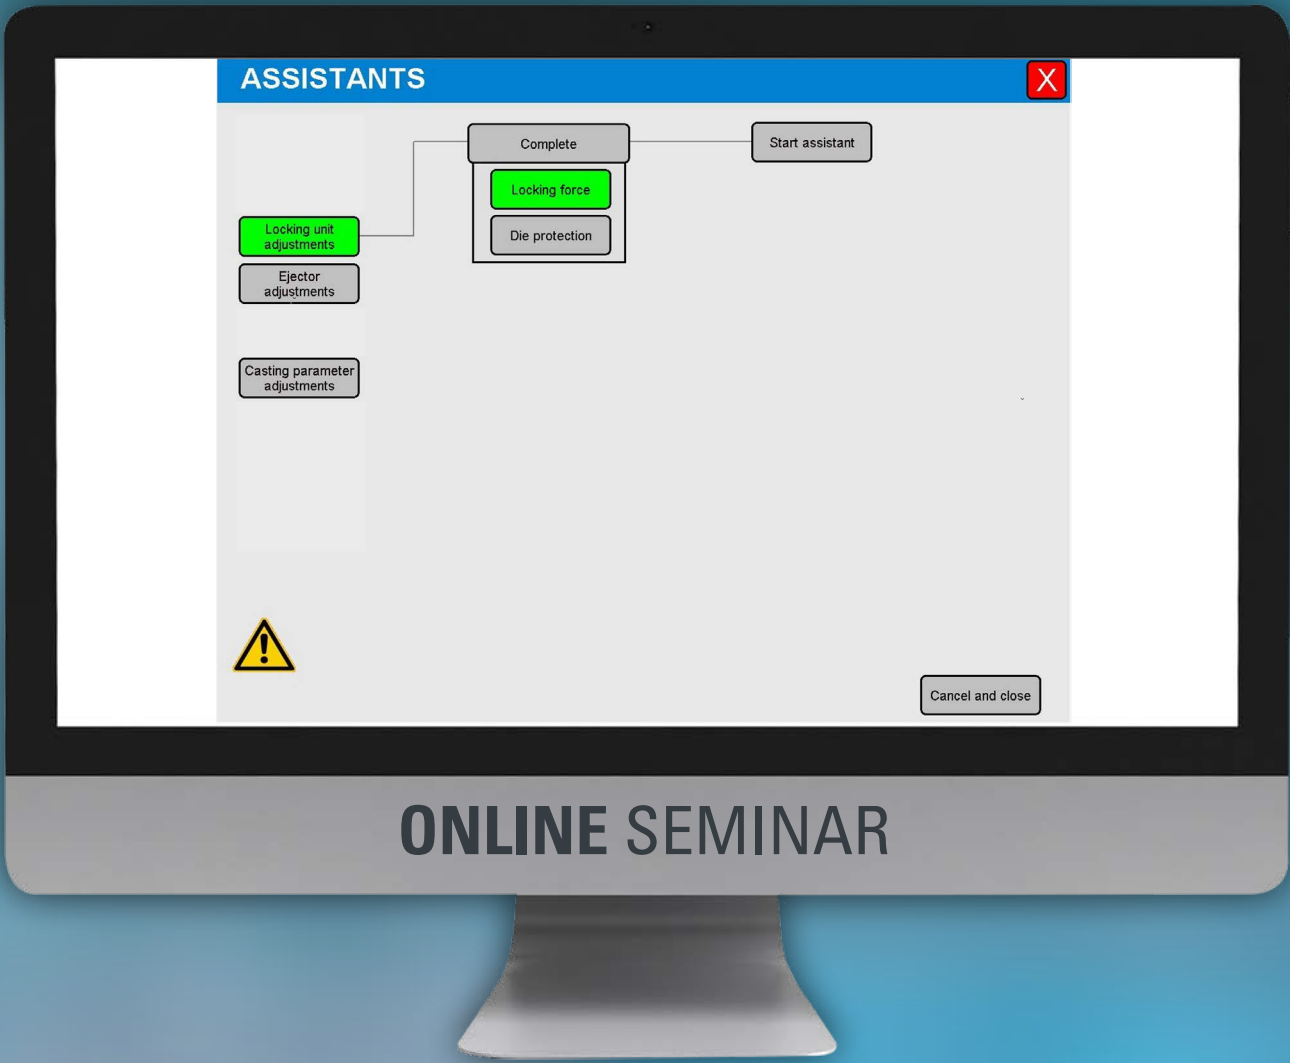 ASSISTANTS
X
Complete
Start assistant
Locking force
Locking unit
adjustments
Die protection
Ejector
adjustments
Casting parameter
adjustments
!
Cancel and close
ONLINE SEMINAR